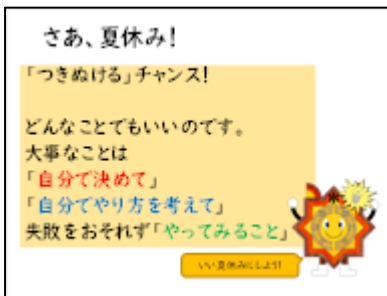 さあ、夏休み!
「つきぬける」チャンス!
どんなことでもいいのです。
大事なことは
「自分で決めて」
「自分でやり方を考えて」
失敗をおそれず「やってみること」
いい夏休みにしよう!